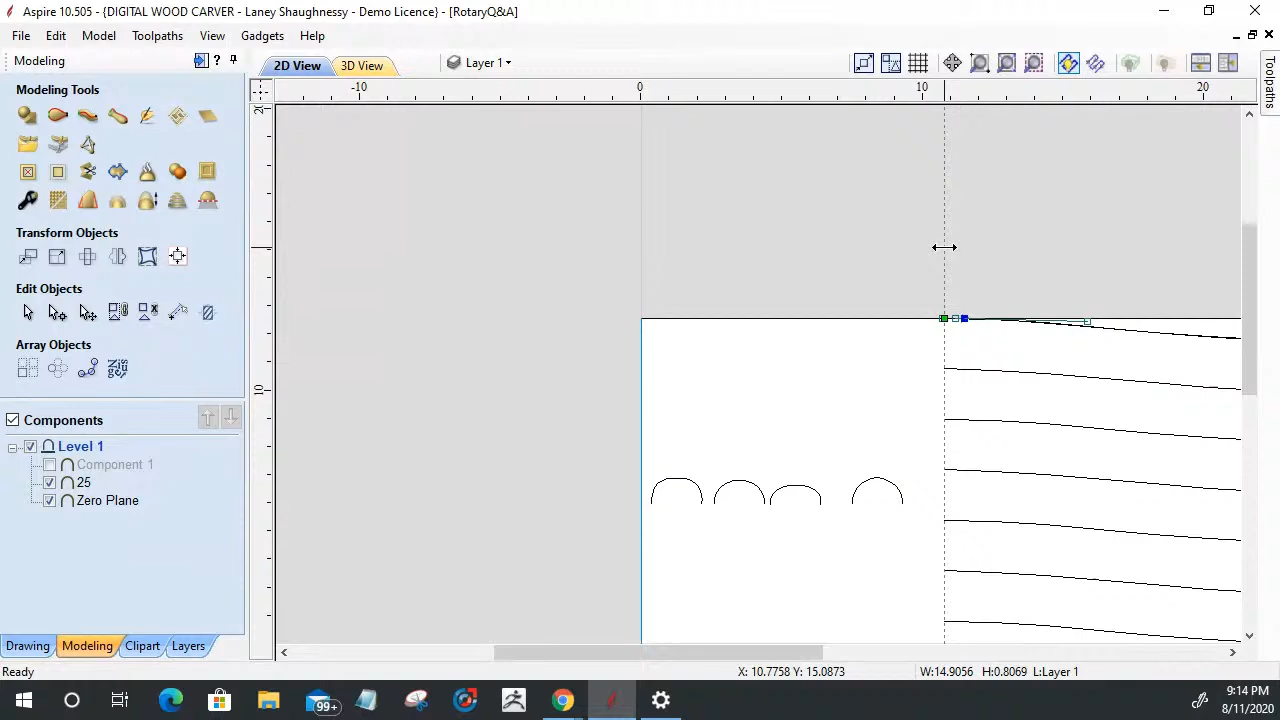 Aspire 10.505 - {DIGITAL WOOD CARVER - Laney Shaughnessy - Demo Licence} - [RotaryQ&A]
File Edit Model Toolpaths View Gadgets Help
Modeling ?
2D View 3D View Layer 1
Toolpaths
-10 0 10 20
20
10
Modeling Tools
Transform Objects
Edit Objects
Array Objects
Components
Level 1
Component 1
25
Zero Plane
Drawing Modeling Clipart Layers
Ready X: 10.7758 Y: 15.0873 W:14.9056 H:0.8069 L:Layer 1
99+
9:14 PM
8/11/2020